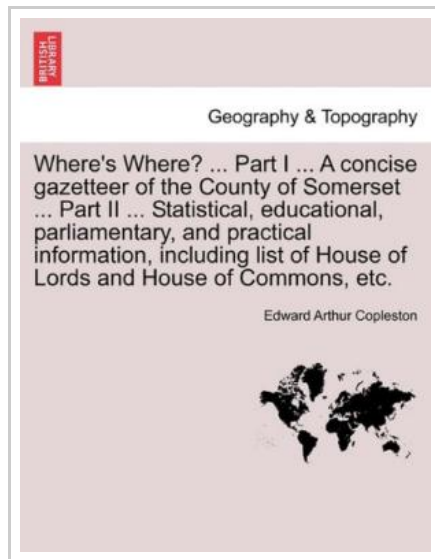 BRITISH
LIBRARY
Geography & Topography
Where's Where? ... Part I ... A concise
gazetteer of the County of Somerset
... Part II ... Statistical, educational,
parliamentary, and practical
information, including list of House of
Lords and House of Commons, etc.
Edward Arthur Copleston